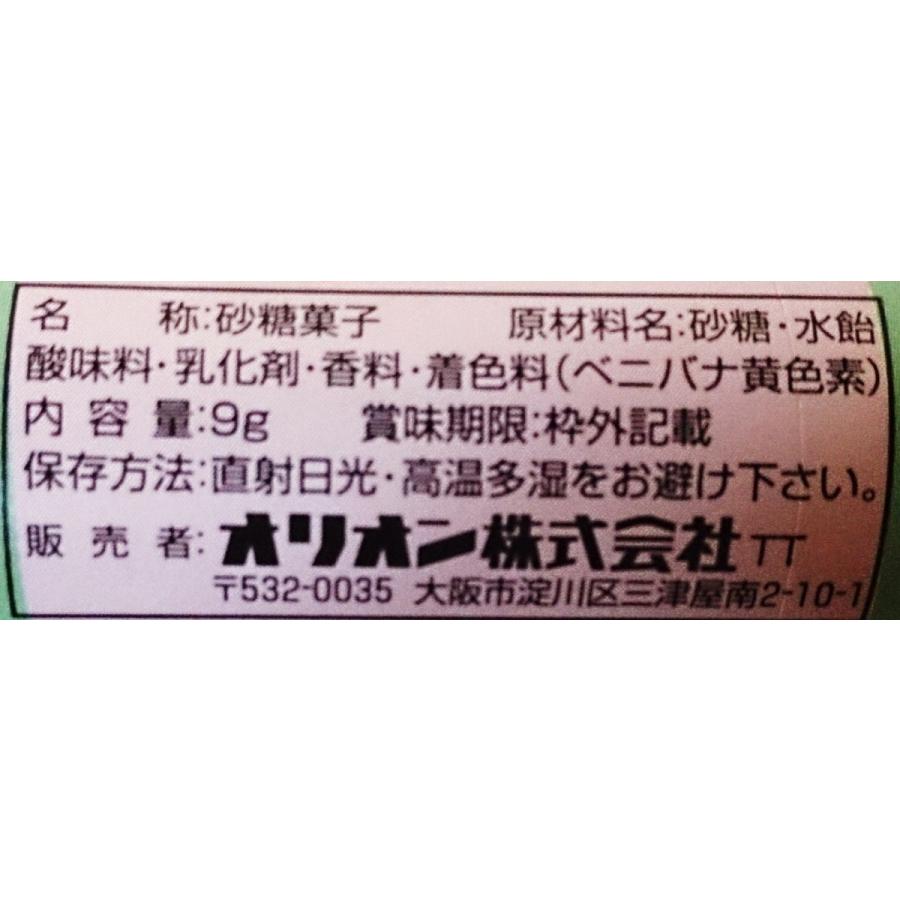 名　　称:砂糖菓子　　　原材料名:砂糖・水飴
酸味料・乳化剤・香料・着色料(ベニバナ黄色素)
内 容 量:9g　　賞味期限:枠外記載
保存方法:直射日光・高温多湿をお避け下さい。
販 売 者:オリオン株式会社 TT
〒532-0035 大阪市淀川区三津屋南2-10-1